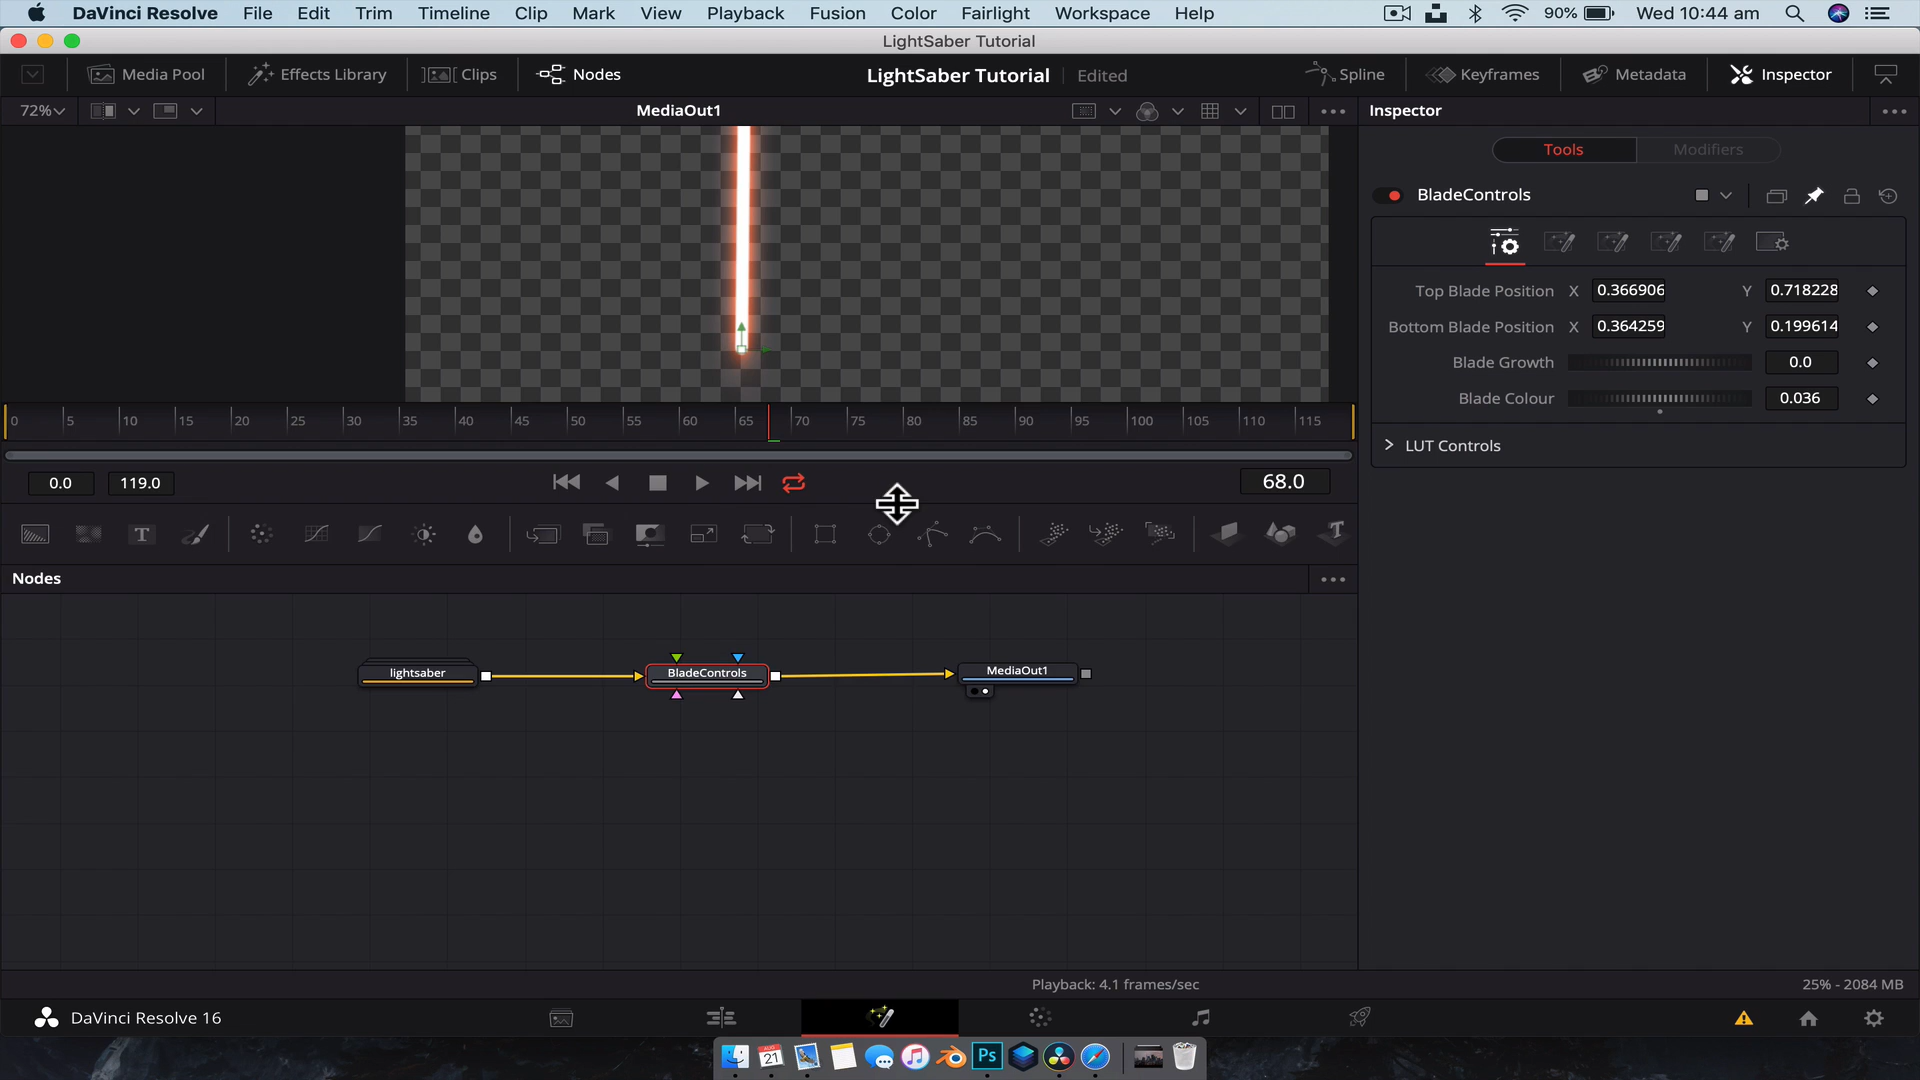 DaVinci Resolve File Edit Trim Timeline Clip Mark View Playback Fusion Color Fairlight Workspace Help 90% Wed 10:44 am
LightSaber Tutorial
Media Pool Effects Library Clips Nodes LightSaber Tutorial Edited Spline Keyframes Metadata Inspector
72% MediaOut1 Inspector
Tools Modifiers
BladeControls
Top Blade Position X 0.366906 Y 0.718228
Bottom Blade Position X 0.364259 Y 0.199614
Blade Growth 0.0
Blade Colour 0.036
LUT Controls
0 5 10 15 20 25 30 35 40 45 50 55 60 65 70 75 80 85 90 95 100 105 110 115
0.0 119.0 68.0
T T
Nodes
lightsaber BladeControls MediaOut1
Playback: 4.1 frames/sec 25% - 2084 MB
DaVinci Resolve 16
AUG
21
Ps